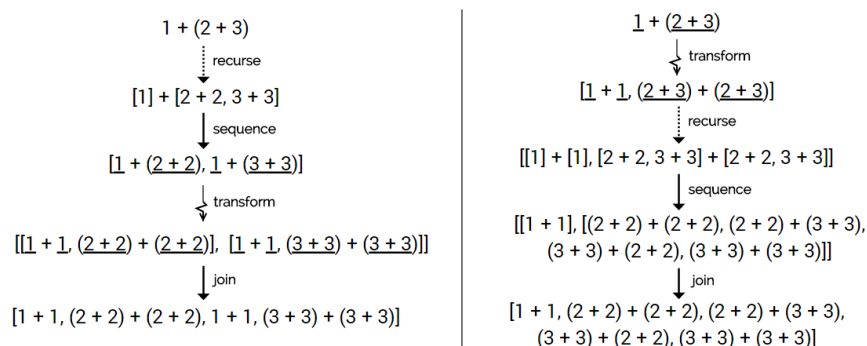 1 + (2 + 3)
recurse
[1] + [2 + 2, 3 + 3]
sequence
[1 + (2 + 2), 1 + (3 + 3)]
transform
[[1 + 1, (2 + 2) + (2 + 2)], [1 + 1, (3 + 3) + (3 + 3)]]
join
[1 + 1, (2 + 2) + (2 + 2), 1 + 1, (3 + 3) + (3 + 3)]
1 + (2 + 3)
transform
[1 + 1, (2 + 3) + (2 + 3)]
recurse
[[1] + [1], [2 + 2, 3 + 3] + [2 + 2, 3 + 3]]
sequence
[[1 + 1], [(2 + 2) + (2 + 2), (2 + 2) + (3 + 3),
(3 + 3) + (2 + 2), (3 + 3) + (3 + 3)]]
join
[1 + 1, (2 + 2) + (2 + 2), (2 + 2) + (3 + 3),
(3 + 3) + (2 + 2), (3 + 3) + (3 + 3)]